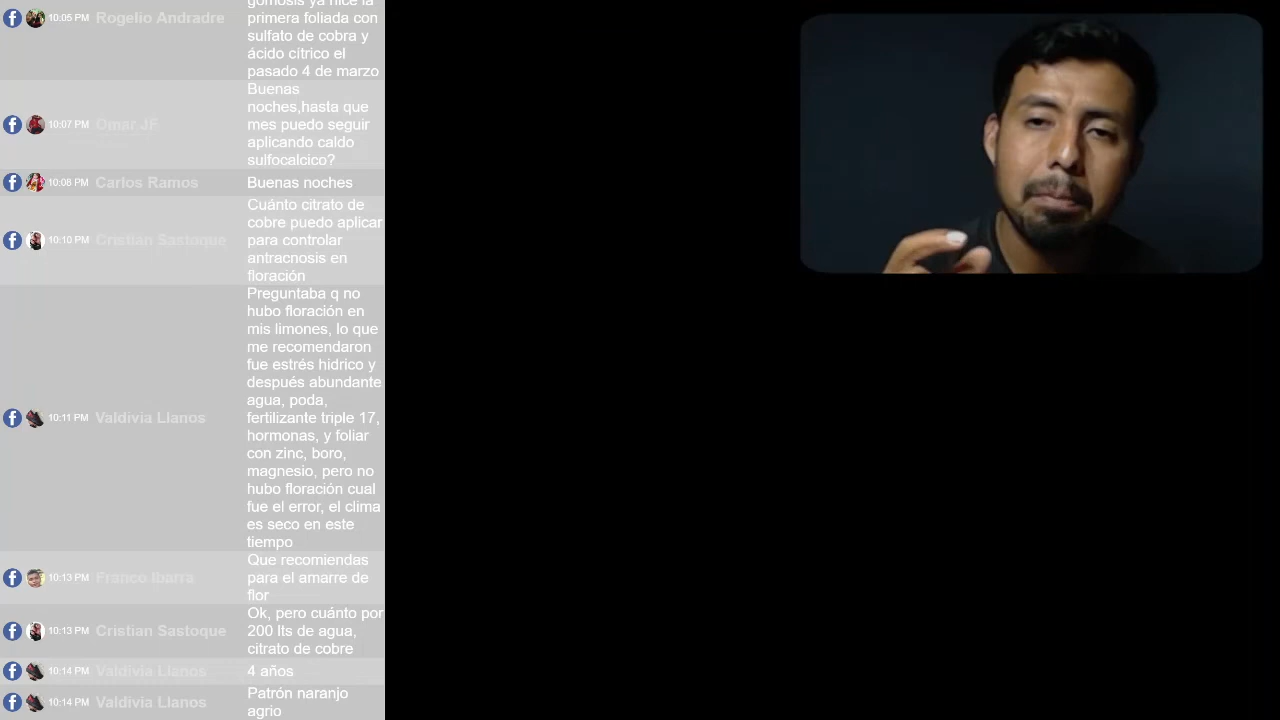 gomosis ya hice la
10:05 PM Rogelio Andradre primera foliada con
sulfato de cobra y
ácido cítrico el
pasado 4 de marzo
Buenas
noches,hasta que
10:07 PM Omar JF mes puedo seguir
aplicando caldo
sulfocalcico?
10:08 PM Carlos Ramos Buenas noches
Cuánto citrato de
cobre puedo aplicar
10:10 PM Cristian Sastoque para controlar
antracnosis en
floración
Preguntaba q no
hubo floración en
mis limones, lo que
me recomendaron
fue estrés hidrico y
después abundante
agua, poda,
10:11 PM Valdivia Llanos fertilizante triple 17,
hormonas, y foliar
con zinc, boro,
magnesio, pero no
hubo floración cual
fue el error, el clima
es seco en este
tiempo
Que recomiendas
10:13 PM Franco Ibarra para el amarre de
flor
Ok, pero cuánto por
10:13 PM Cristian Sastoque 200 lts de agua,
citrato de cobre
10:14 PM Valdivia Llanos 4 años
10:14 PM Valdivia Llanos Patrón naranjo
agrio